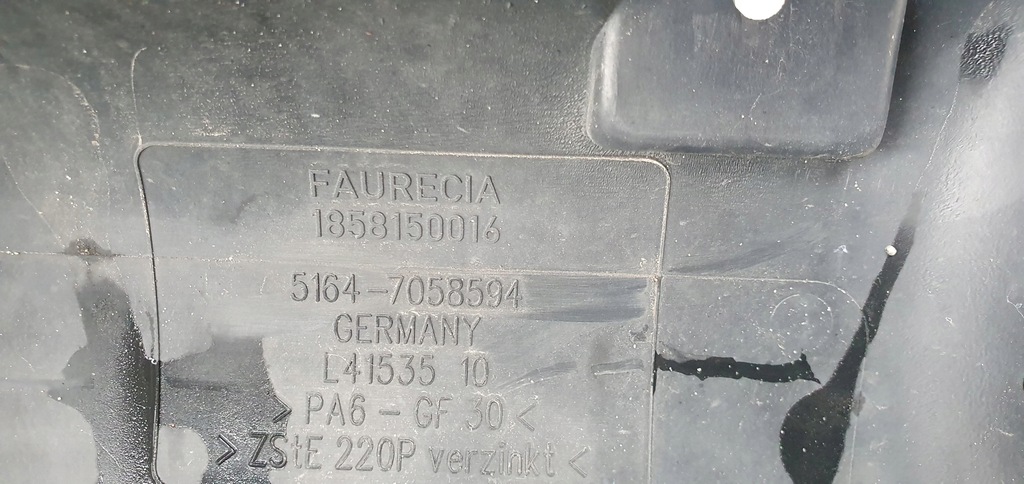 FAURECIA
1858150016
5164-7058594
GERMANY
L41535 10
> PA6 - GF 30 <
> ZStE 220P verzinkt <